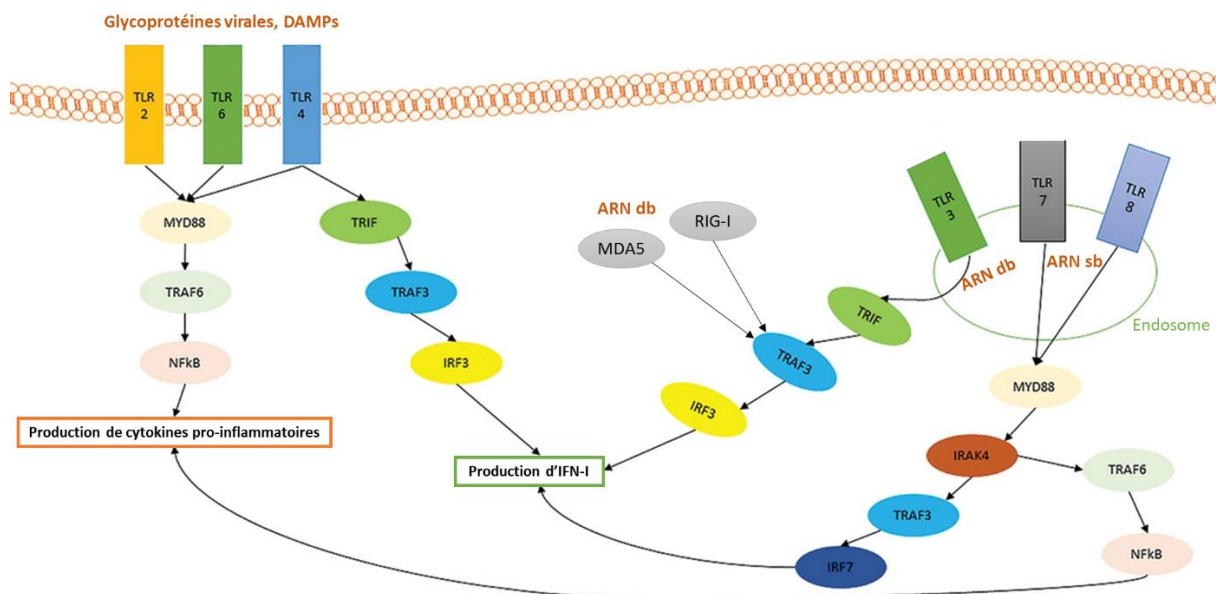 Glycoprotéines virales, DAMPs
TLR
2
TLR
6
TLR
4
MYD88
TRIF
TRAF6
TRAF3
NFkB
IRF3
Production de cytokines pro-inflammatoires
ARN db
RIG-I
MDA5
TLR
3
TLR
7
TLR
8
ARN db
ARN sb
Endosome
TRIF
TRAF3
IRF3
Production d'IFN-I
MYD88
IRAK4
TRAF6
TRAF3
NFkB
IRF7